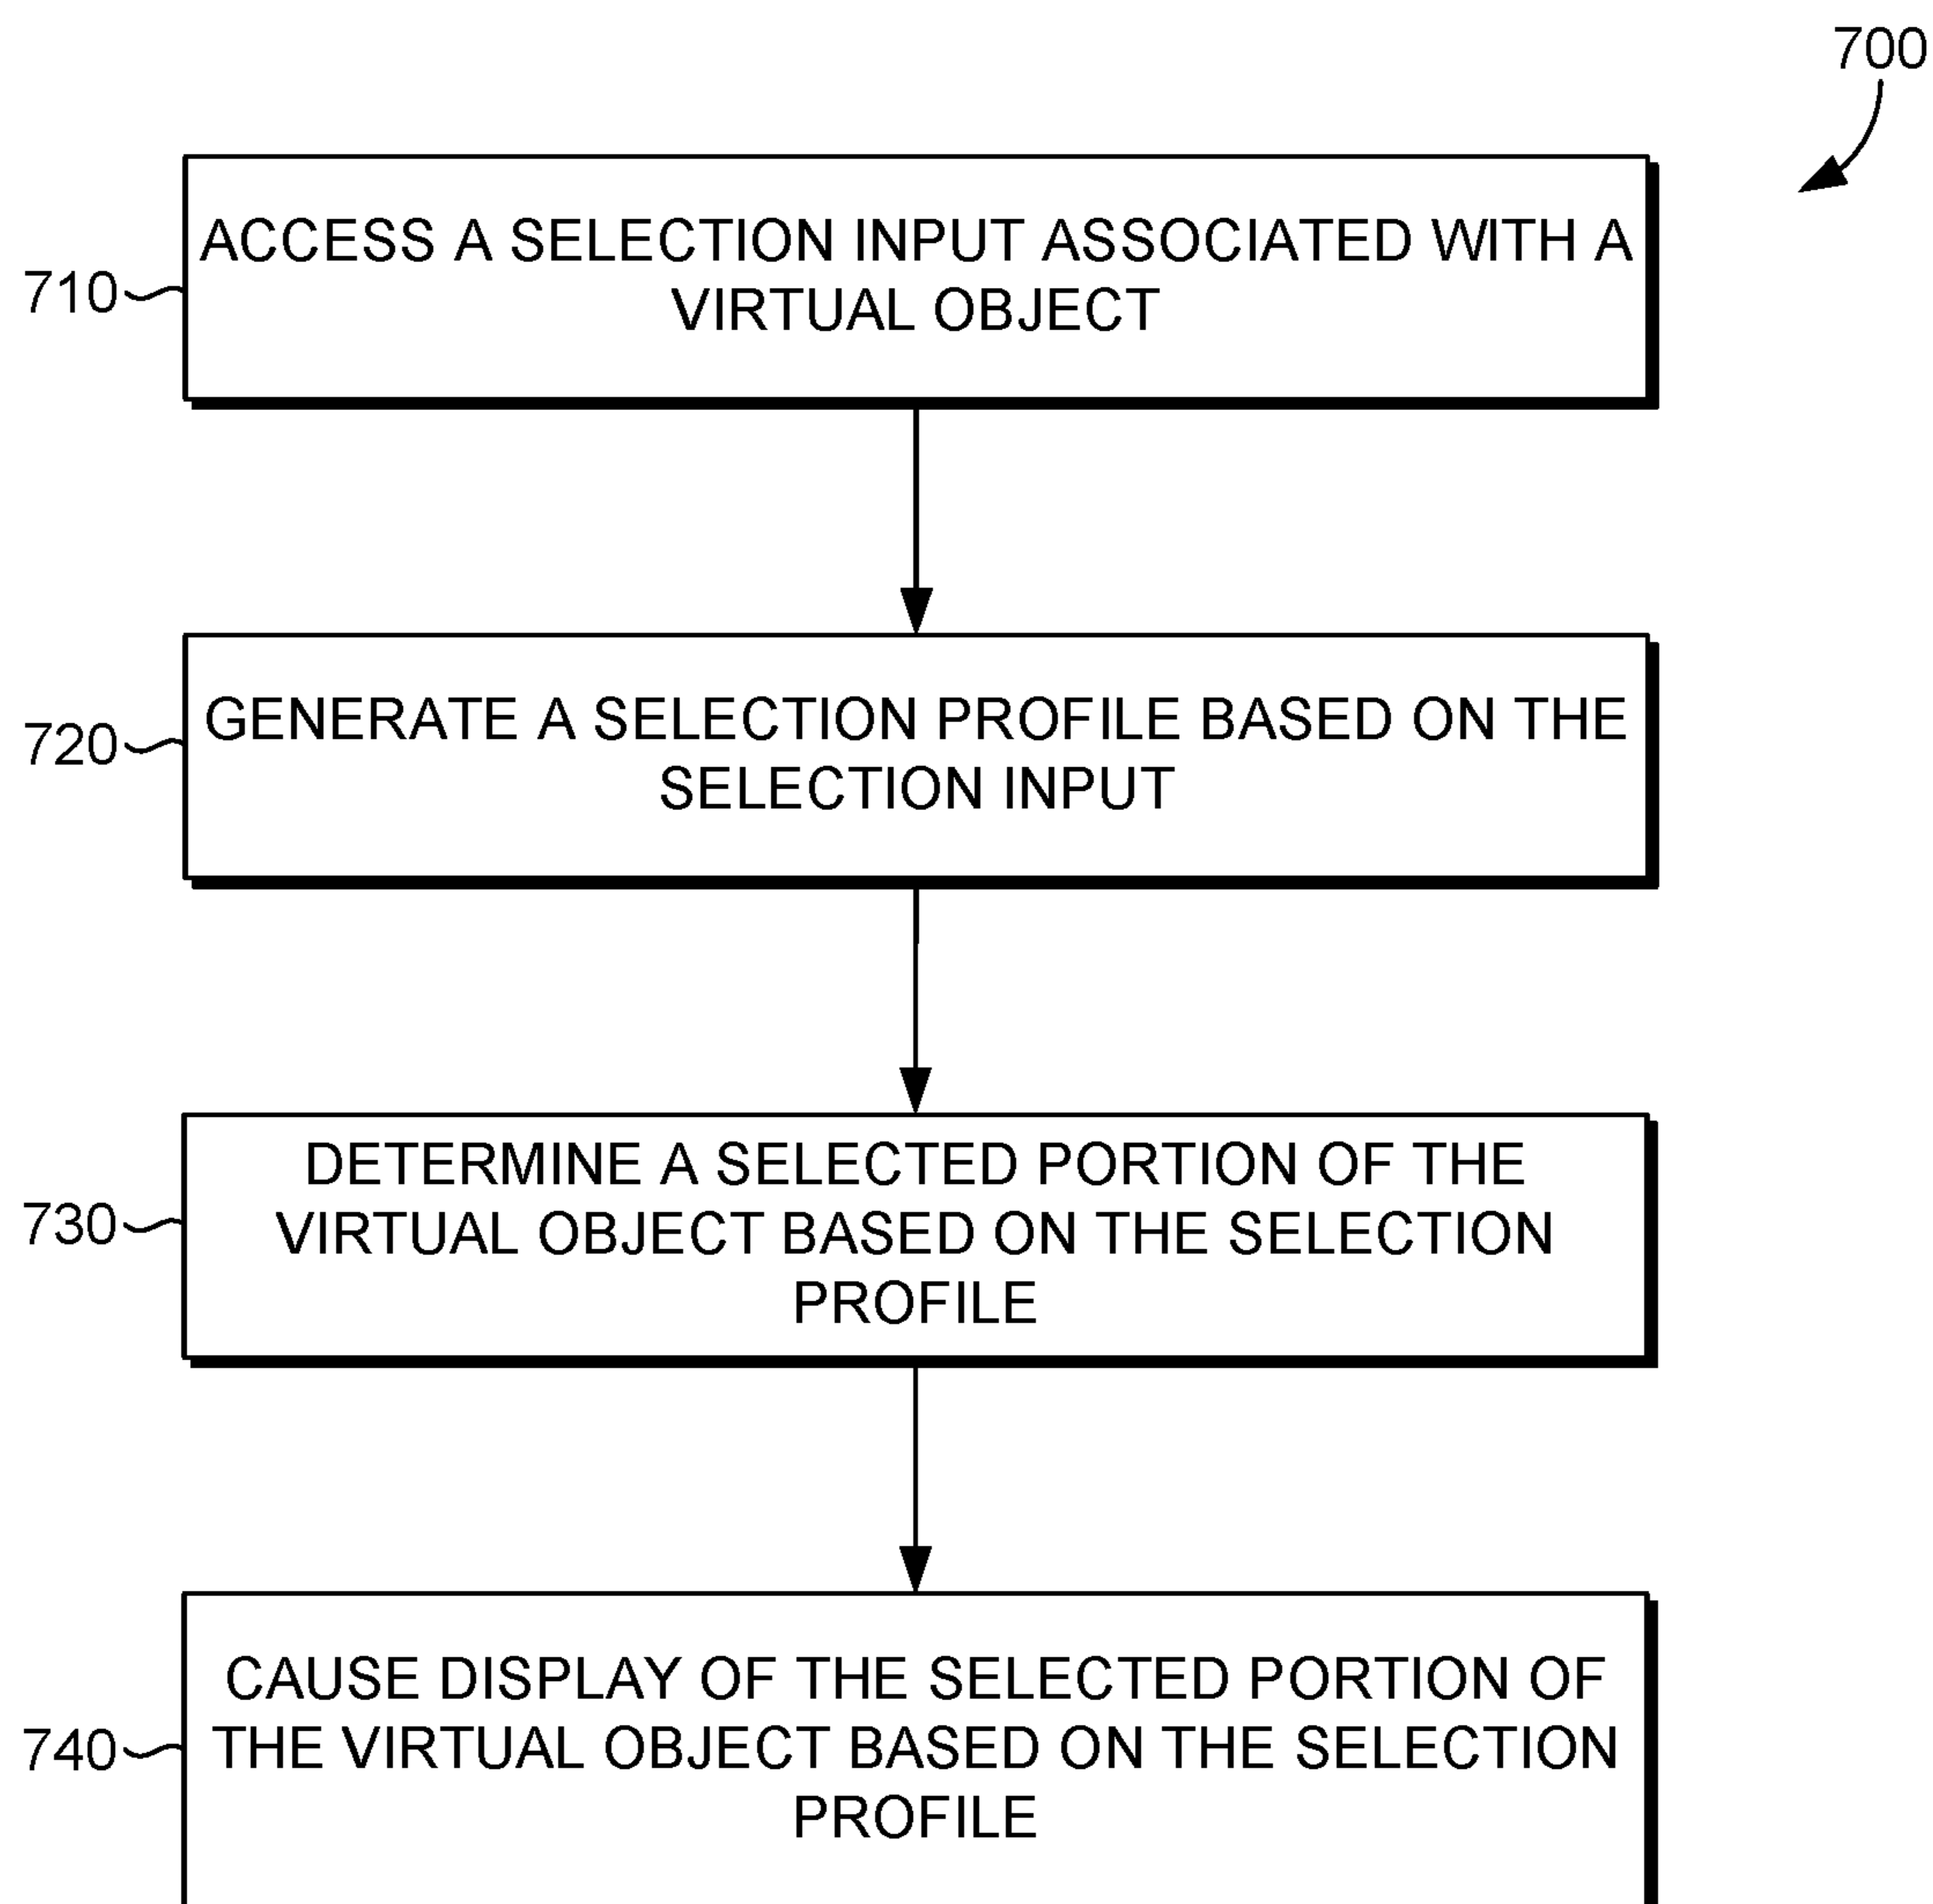 700
710
ACCESS A SELECTION INPUT ASSOCIATED WITH A
VIRTUAL OBJECT
720
GENERATE A SELECTION PROFILE BASED ON THE
SELECTION INPUT
730
DETERMINE A SELECTED PORTION OF THE
VIRTUAL OBJECT BASED ON THE SELECTION
PROFILE
740
CAUSE DISPLAY OF THE SELECTED PORTION OF
THE VIRTUAL OBJECT BASED ON THE SELECTION
PROFILE